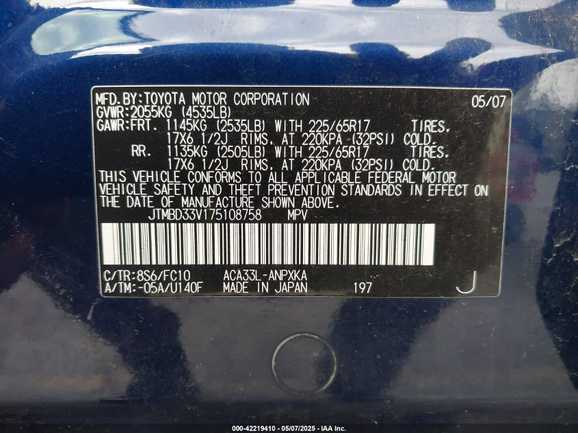 MFD.BY:TOYOTA MOTOR CORPORATION 05/07
GVWR:2055KG (4535LB)
GAWR:FRT. 1145KG (2535LB) WITH 225/65R17 TIRES.
17X6 1/2J RIMS. AT 220KPA (32PSI) COLD.
RR. 1135KG (2505LB) WITH 225/65R17 TIRES.
17X6 1/2J RIMS. AT 220KPA (32PSI) COLD.
THIS VEHICLE CONFORMS TO ALL APPLICABLE FEDERAL MOTOR
VEHICLE SAFETY AND THEFT PREVENTION STANDARDS IN EFFECT ON
THE DATE OF MANUFACTURE SHOWN ABOVE.
JTMBD33V175108758 MPV
C/TR:8S6/FC10 ACA33L-ANPXKA
A/TM:-05A/U140F MADE IN JAPAN 197 J
000-42219410 - 05/07/2025 - IAA Inc.